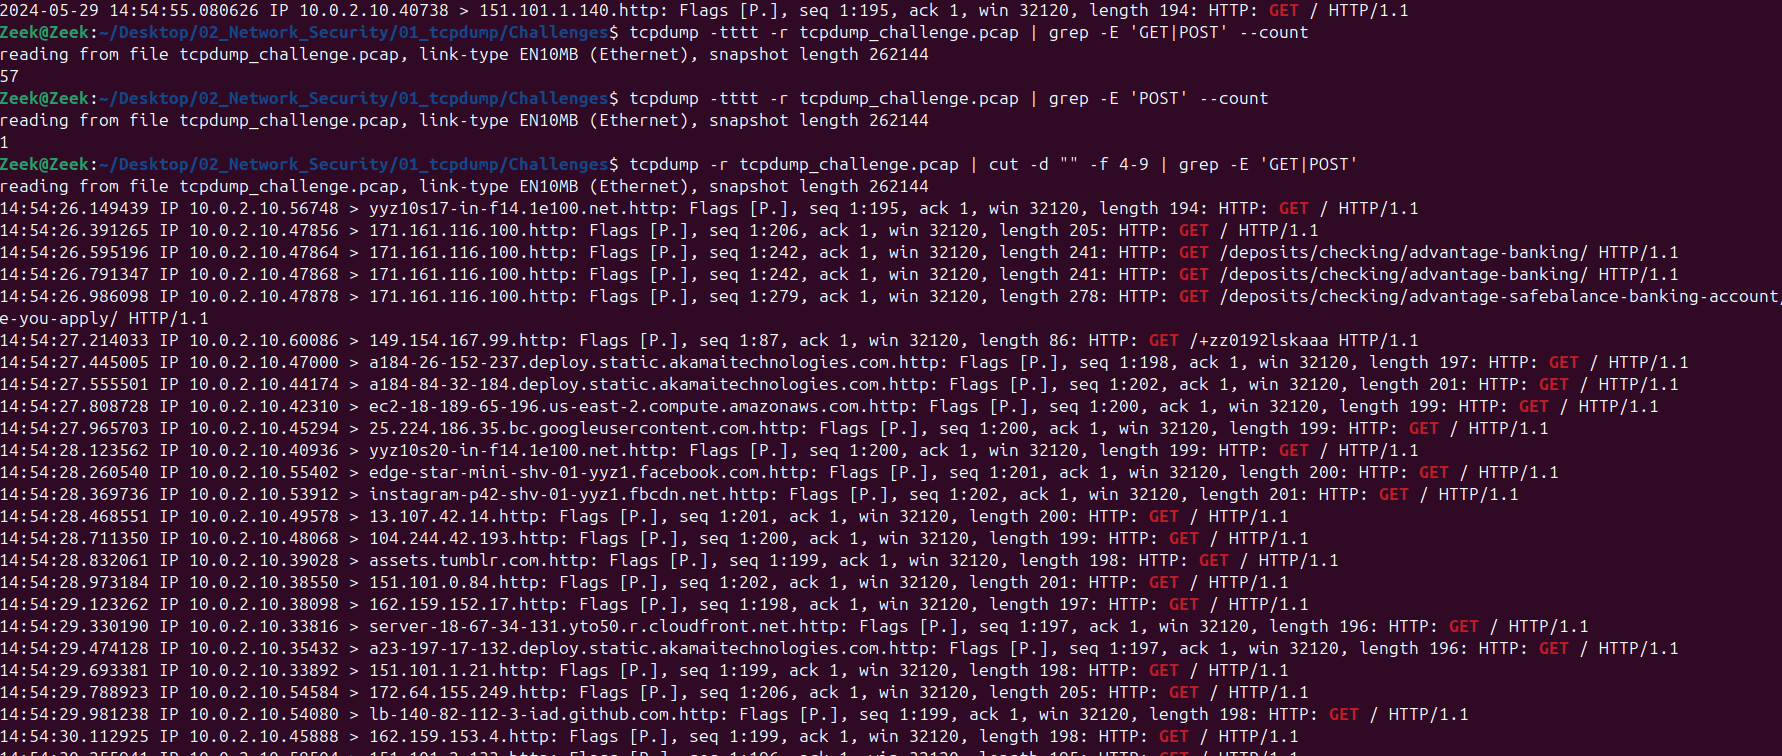 2024-05-29 14:54:55.080626 IP 10.0.2.10.40738 > 151.101.1.140.http: Flags [P.], seq 1:195, ack 1, win 32120, length 194: HTTP: GET / HTTP/1.1
Zeek@Zeek:~/Desktop/02_Network_Security/01_tcpdump/Challenges$ tcpdump -tttt -r tcpdump_challenge.pcap | grep -E 'GET|POST' --count
reading from file tcpdump_challenge.pcap, link-type EN10MB (Ethernet), snapshot length 262144
57
Zeek@Zeek:~/Desktop/02_Network_Security/01_tcpdump/Challenges$ tcpdump -tttt -r tcpdump_challenge.pcap | grep -E 'POST' --count
reading from file tcpdump_challenge.pcap, link-type EN10MB (Ethernet), snapshot length 262144
1
Zeek@Zeek:~/Desktop/02_Network_Security/01_tcpdump/Challenges$ tcpdump -r tcpdump_challenge.pcap | cut -d "" -f 4-9 | grep -E 'GET|POST'
reading from file tcpdump_challenge.pcap, link-type EN10MB (Ethernet), snapshot length 262144
14:54:26.149439 IP 10.0.2.10.56748 > yyz10s17-in-f14.1e100.net.http: Flags [P.], seq 1:195, ack 1, win 32120, length 194: HTTP: GET / HTTP/1.1
14:54:26.391265 IP 10.0.2.10.47856 > 171.161.116.100.http: Flags [P.], seq 1:206, ack 1, win 32120, length 205: HTTP: GET / HTTP/1.1
14:54:26.595196 IP 10.0.2.10.47864 > 171.161.116.100.http: Flags [P.], seq 1:242, ack 1, win 32120, length 241: HTTP: GET /deposits/checking/advantage-banking/ HTTP/1.1
14:54:26.791347 IP 10.0.2.10.47868 > 171.161.116.100.http: Flags [P.], seq 1:242, ack 1, win 32120, length 241: HTTP: GET /deposits/checking/advantage-banking/ HTTP/1.1
14:54:26.986098 IP 10.0.2.10.47878 > 171.161.116.100.http: Flags [P.], seq 1:279, ack 1, win 32120, length 278: HTTP: GET /deposits/checking/advantage-safebalance-banking-account/
e-you-apply/ HTTP/1.1
14:54:27.214033 IP 10.0.2.10.60086 > 149.154.167.99.http: Flags [P.], seq 1:87, ack 1, win 32120, length 86: HTTP: GET /+zz0192lskaaa HTTP/1.1
14:54:27.445005 IP 10.0.2.10.47000 > a184-26-152-237.deploy.static.akamaitechnologies.com.http: Flags [P.], seq 1:198, ack 1, win 32120, length 197: HTTP: GET / HTTP/1.1
14:54:27.555501 IP 10.0.2.10.44174 > a184-84-32-184.deploy.static.akamaitechnologies.com.http: Flags [P.], seq 1:202, ack 1, win 32120, length 201: HTTP: GET / HTTP/1.1
14:54:27.808728 IP 10.0.2.10.42310 > ec2-18-189-65-196.us-east-2.compute.amazonaws.com.http: Flags [P.], seq 1:200, ack 1, win 32120, length 199: HTTP: GET / HTTP/1.1
14:54:27.965703 IP 10.0.2.10.45294 > 25.224.186.35.bc.googleusercontent.com.http: Flags [P.], seq 1:200, ack 1, win 32120, length 199: HTTP: GET / HTTP/1.1
14:54:28.123562 IP 10.0.2.10.40936 > yyz10s20-in-f14.1e100.net.http: Flags [P.], seq 1:200, ack 1, win 32120, length 199: HTTP: GET / HTTP/1.1
14:54:28.260540 IP 10.0.2.10.55402 > edge-star-mini-shv-01-yyz1.facebook.com.http: Flags [P.], seq 1:201, ack 1, win 32120, length 200: HTTP: GET / HTTP/1.1
14:54:28.369736 IP 10.0.2.10.53912 > instagram-p42-shv-01-yyz1.fbcdn.net.http: Flags [P.], seq 1:202, ack 1, win 32120, length 201: HTTP: GET / HTTP/1.1
14:54:28.468551 IP 10.0.2.10.49578 > 13.107.42.14.http: Flags [P.], seq 1:201, ack 1, win 32120, length 200: HTTP: GET / HTTP/1.1
14:54:28.711350 IP 10.0.2.10.48068 > 104.244.42.193.http: Flags [P.], seq 1:200, ack 1, win 32120, length 199: HTTP: GET / HTTP/1.1
14:54:28.832061 IP 10.0.2.10.39028 > assets.tumblr.com.http: Flags [P.], seq 1:199, ack 1, win 32120, length 198: HTTP: GET / HTTP/1.1
14:54:28.973184 IP 10.0.2.10.38550 > 151.101.0.84.http: Flags [P.], seq 1:202, ack 1, win 32120, length 201: HTTP: GET / HTTP/1.1
14:54:29.123262 IP 10.0.2.10.38098 > 162.159.152.17.http: Flags [P.], seq 1:198, ack 1, win 32120, length 197: HTTP: GET / HTTP/1.1
14:54:29.330190 IP 10.0.2.10.33816 > server-18-67-34-131.yto50.r.cloudfront.net.http: Flags [P.], seq 1:197, ack 1, win 32120, length 196: HTTP: GET / HTTP/1.1
14:54:29.474128 IP 10.0.2.10.35432 > a23-197-17-132.deploy.static.akamaitechnologies.com.http: Flags [P.], seq 1:197, ack 1, win 32120, length 196: HTTP: GET / HTTP/1.1
14:54:29.693381 IP 10.0.2.10.33892 > 151.101.1.21.http: Flags [P.], seq 1:199, ack 1, win 32120, length 198: HTTP: GET / HTTP/1.1
14:54:29.788923 IP 10.0.2.10.54584 > 172.64.155.249.http: Flags [P.], seq 1:206, ack 1, win 32120, length 205: HTTP: GET / HTTP/1.1
14:54:29.981238 IP 10.0.2.10.54080 > lb-140-82-112-3-iad.github.com.http: Flags [P.], seq 1:199, ack 1, win 32120, length 198: HTTP: GET / HTTP/1.1
14:54:30.112925 IP 10.0.2.10.45888 > 162.159.153.4.http: Flags [P.], seq 1:199, ack 1, win 32120, length 198: HTTP: GET / HTTP/1.1